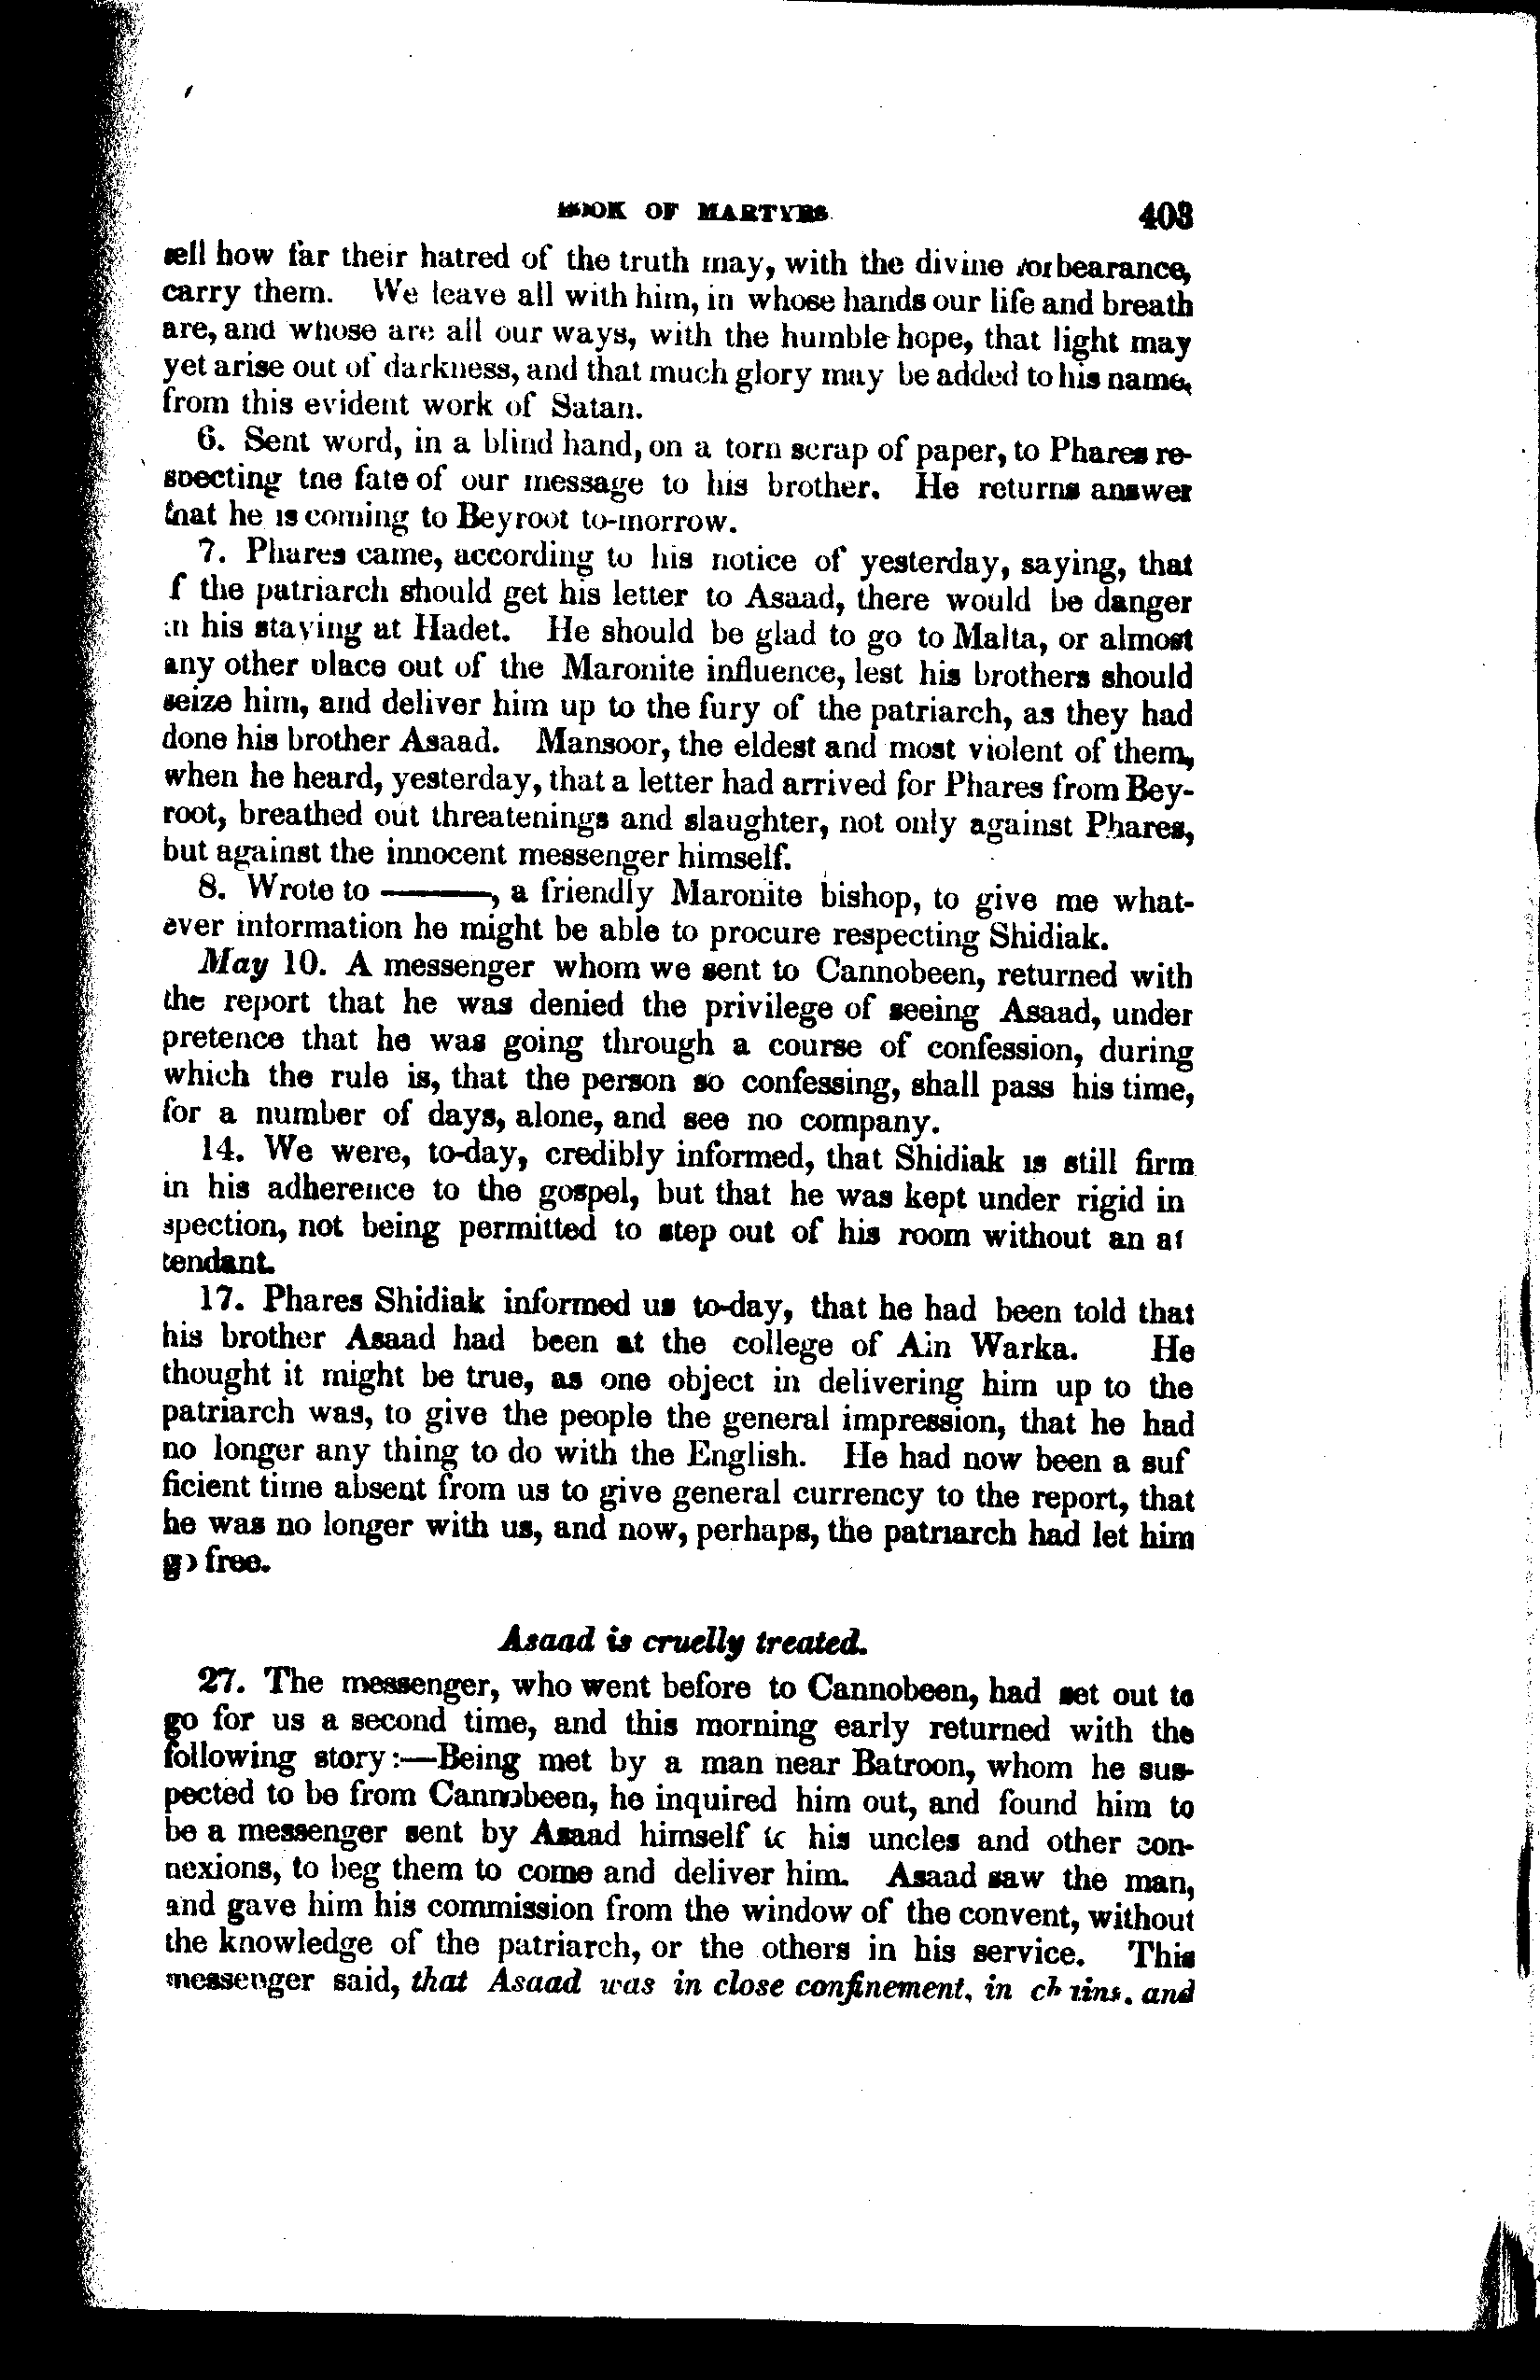 BOOK OF MARTYRS 403
tell how far their hatred of the truth may, with the divine forbearance,
carry them. We leave all with him, in whose hands our life and breath
are, and whose are all our ways, with the humble hope, that light may
yet arise out of darkness, and that much glory may be added to his name,
from this evident work of Satan.
6. Sent word, in a blind hand, on a torn scrap of paper, to Phares re-
specting the fate of our message to his brother. He returns answer
that he is coming to Beyroot to-morrow.
7. Phares came, according to his notice of yesterday, saying, that
f the patriarch should get his letter to Asaad, there would be danger
in his staying at Hadet. He should be glad to go to Malta, or almost
any other place out of the Maronite influence, lest his brothers should
seize him, and deliver him up to the fury of the patriarch, as they had
done his brother Asaad. Mansoor, the eldest and most violent of them,
when he heard, yesterday, that a letter had arrived for Phares from Bey-
root, breathed out threatenings and slaughter, not only against Phares,
but against the innocent messenger himself.
8. Wrote to ———, a friendly Maronite bishop, to give me what-
ever information he might be able to procure respecting Shidiak.
May 10. A messenger whom we sent to Cannobeen, returned with
the report that he was denied the privilege of seeing Asaad, under
pretence that he was going through a course of confession, during
which the rule is, that the person so confessing, shall pass his time,
for a number of days, alone, and see no company.
14. We were, to-day, credibly informed, that Shidiak is still firm
in his adherence to the gospel, but that he was kept under rigid in
spection, not being permitted to step out of his room without an at
tendant.
17. Phares Shidiak informed us to-day, that he had been told that
his brother Asaad had been at the college of Ain Warka. He
thought it might be true, as one object in delivering him up to the
patriarch was, to give the people the general impression, that he had
no longer any thing to do with the English. He had now been a suf
ficient time absent from us to give general currency to the report, that
he was no longer with us, and now, perhaps, the patriarch had let him
go free.
Asaad is cruelly treated.
27. The messenger, who went before to Cannobeen, had set out to
go for us a second time, and this morning early returned with the
following story:—Being met by a man near Batroon, whom he sus-
pected to be from Cannobeen, he inquired him out, and found him to
be a messenger sent by Asaad himself to his uncles and other con-
nexions, to beg them to come and deliver him. Asaad saw the man,
and gave him his commission from the window of the convent, without
the knowledge of the patriarch, or the others in his service. This
messenger said, that Asaad was in close confinement, in chains, and